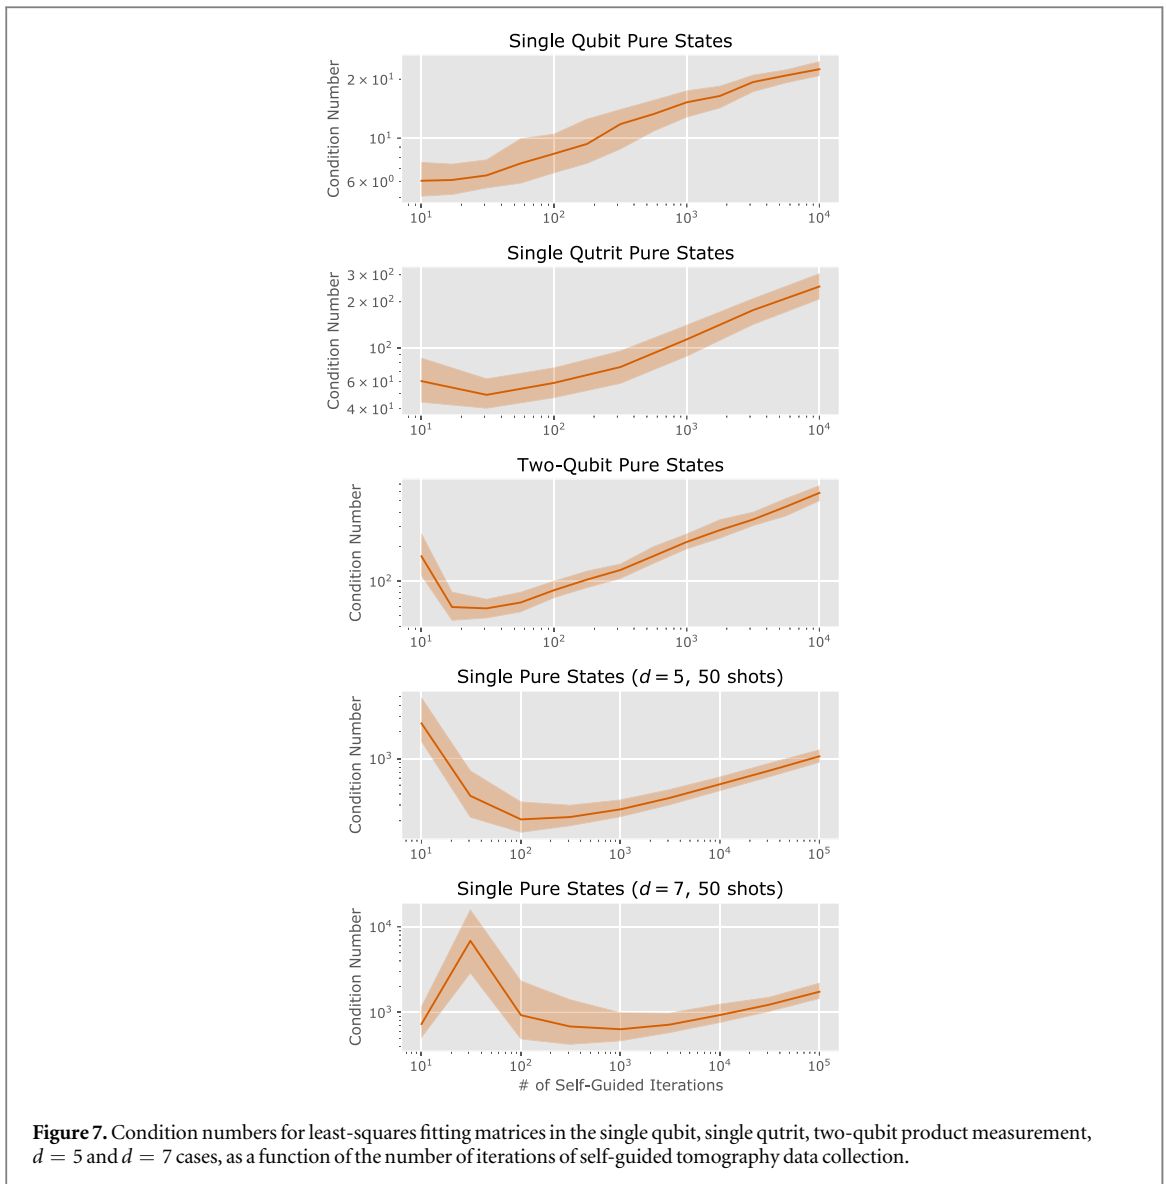 Single Qubit Pure States
Condition Number
2 × 10¹
10¹
6 × 10⁰
10¹ 10² 10³ 10⁴
Single Qutrit Pure States
Condition Number
3 × 10²
2 × 10²
10²
6 × 10¹
4 × 10¹
10¹ 10² 10³ 10⁴
Two-Qubit Pure States
Condition Number
10²
10¹ 10² 10³ 10⁴
Single Pure States (d = 5, 50 shots)
Condition Number
10³
10¹ 10² 10³ 10⁴ 10⁵
Single Pure States (d = 7, 50 shots)
Condition Number
10⁴
10³
10¹ 10² 10³ 10⁴ 10⁵
# of Self-Guided Iterations
Figure 7. Condition numbers for least-squares fitting matrices in the single qubit, single qutrit, two-qubit product measurement,
d = 5 and d = 7 cases, as a function of the number of iterations of self-guided tomography data collection.